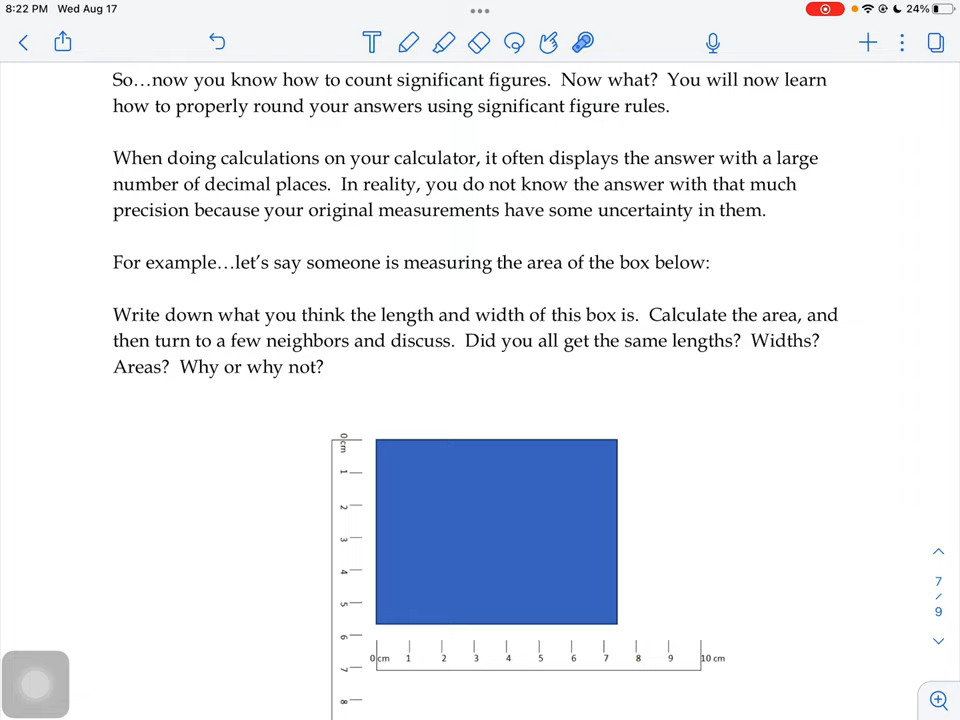 8:22 PM Wed Aug 17
24%
T
So…now you know how to count significant figures. Now what? You will now learn
how to properly round your answers using significant figure rules.
When doing calculations on your calculator, it often displays the answer with a large
number of decimal places. In reality, you do not know the answer with that much
precision because your original measurements have some uncertainty in them.
For example…let’s say someone is measuring the area of the box below:
Write down what you think the length and width of this box is. Calculate the area, and
then turn to a few neighbors and discuss. Did you all get the same lengths? Widths?
Areas? Why or why not?
0 cm
1
2
3
4
5
6
7
8
0 cm 1 2 3 4 5 6 7 8 9 10 cm
7
/
9